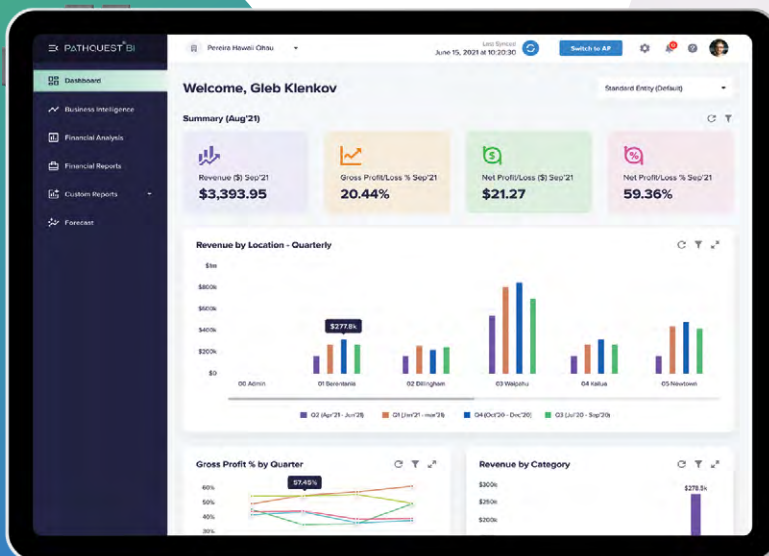 PATHQUEST BI
Pereira Hawaii Ohau
Last Synced
June 15, 2021 at 10:20:30
Switch to AP
Dashboard
Business Intelligence
Financial Analysis
Financial Reports
Custom Reports
Forecast
Welcome, Gleb Klenkov
Standard Entity (Default)
Summary (Aug'21)
Revenue ($) Sep'21
$3,393.95
Gross Profit/Loss % Sep'21
20.44%
Net Profit/Loss ($) Sep'21
$21.27
Net Profit/Loss % Sep'21
59.36%
Revenue by Location - Quarterly
$1m
$800k
$600k
$400k
$200k
$0
$277.8k
00 Admin
01 Berentania
02 Dillingham
03 Waipahu
04 Kailua
05 Newtown
Q2 (Apr'21 - Jun'21)
Q1 (Jan'21 - mar'21)
Q4 (Oct'20 - Dec'20)
Q3 (Jul'20 - Sep'20)
Gross Profit % by Quarter
57.45%
60%
50%
40%
30%
Revenue by Category
$300k
$250k
$200k
$278.5k